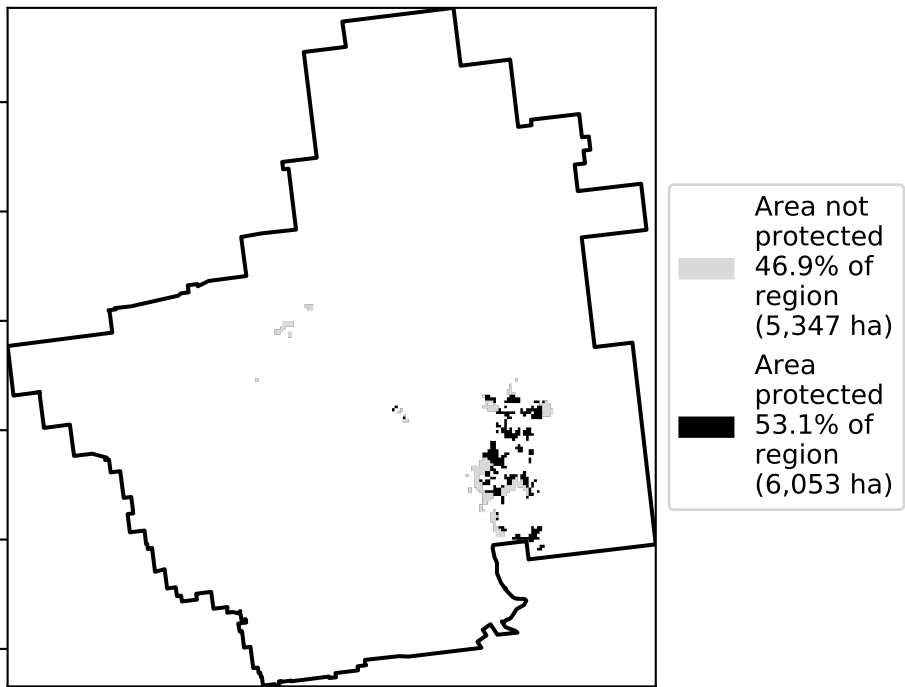 Area not
protected
46.9% of
region
(5,347 ha)
Area
protected
53.1% of
region
(6,053 ha)